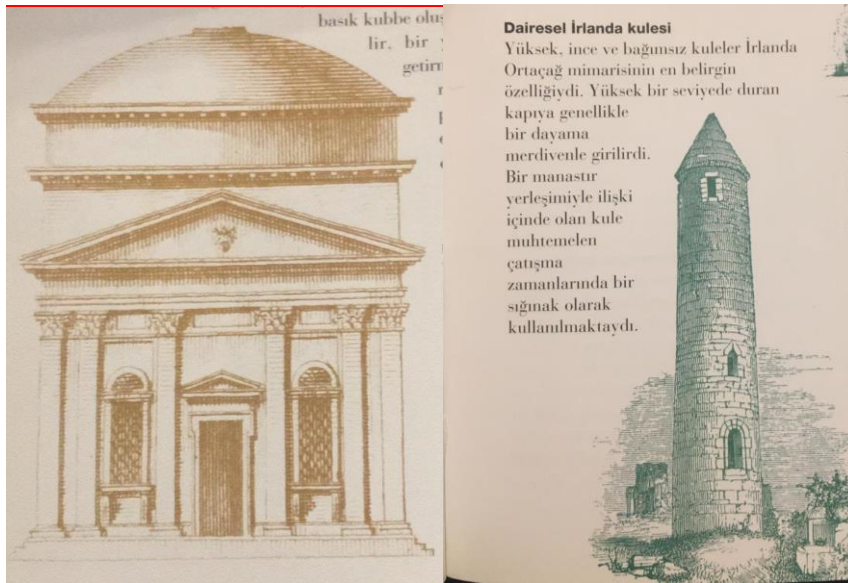 basık kubbe
lir, bir
Dairesel İrlanda kulesi
Yüksek, ince ve bağımsız kuleler İrlanda
Ortaçağ mimarisinin en belirgin
özelliğiydi. Yüksek bir seviyede duran
kapıya genellikle
bir dayama
merdivenle girilirdi.
Bir manastır
yerleşimiyle ilişki
içinde olan kule
muhtemelen
çatışma
zamanlarında bir
sığınak olarak
kullanılmaktaydı.